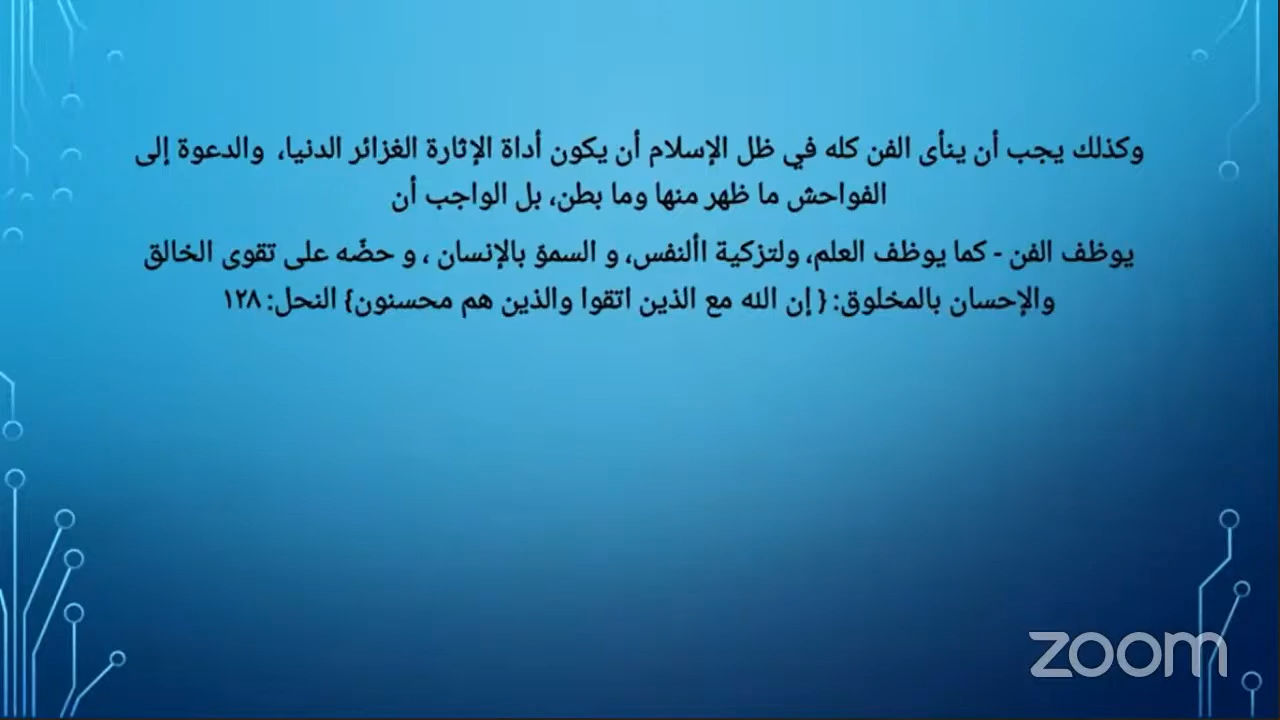 وكذلك يجب أن ينأى الفن كله في ظل الإسلام أن يكون أداة الإثارة الغزائر الدنيا، والدعوة إلى
الفواحش ما ظهر منها وما بطن، بل الواجب أن
يوظف الفن - كما يوظف العلم، ولتزكية األنفس، و السموّ بالإنسان ، و حضّه على تقوى الخالق
والإحسان بالمخلوق: { إن الله مع الذين اتقوا والذين هم محسنون} النحل: ١٢٨
zoom